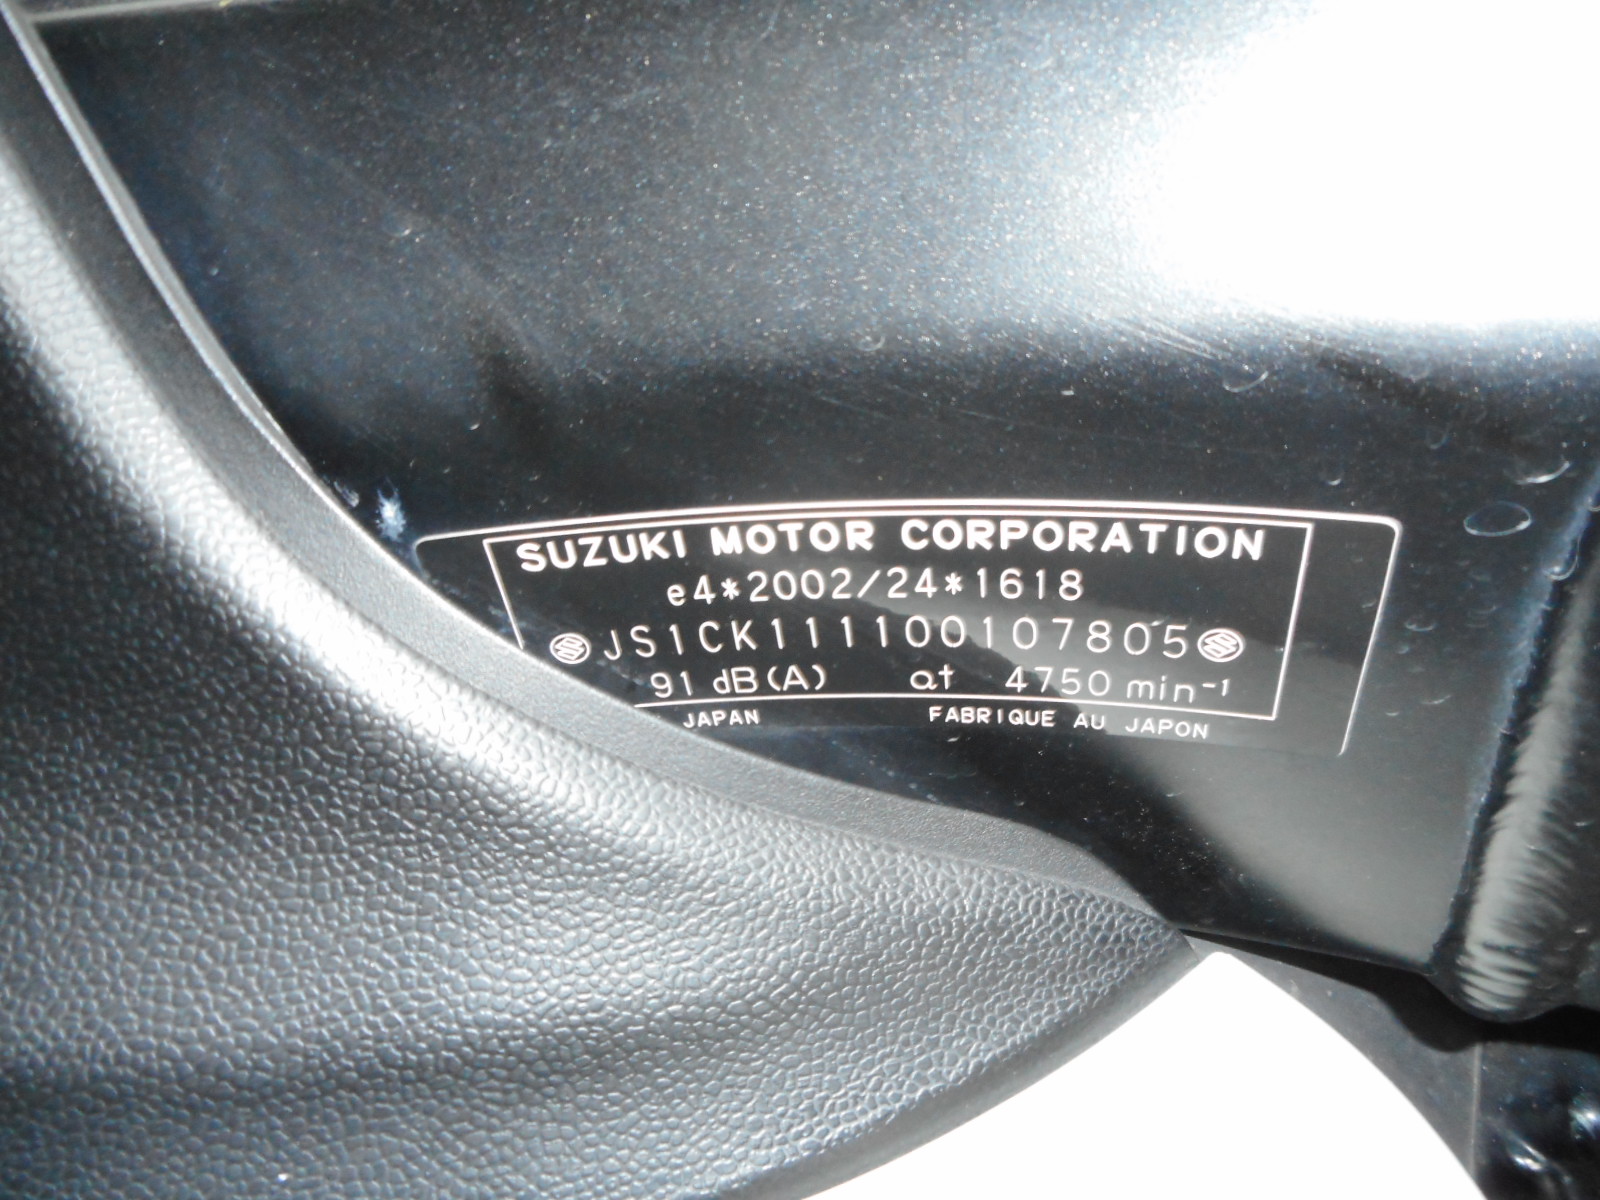 SUZUKI MOTOR CORPORATION
e4*2002/24*1618
JS1CK111100107805
91 dB(A) at 4750 min⁻¹
JAPAN FABRIQUE AU JAPON